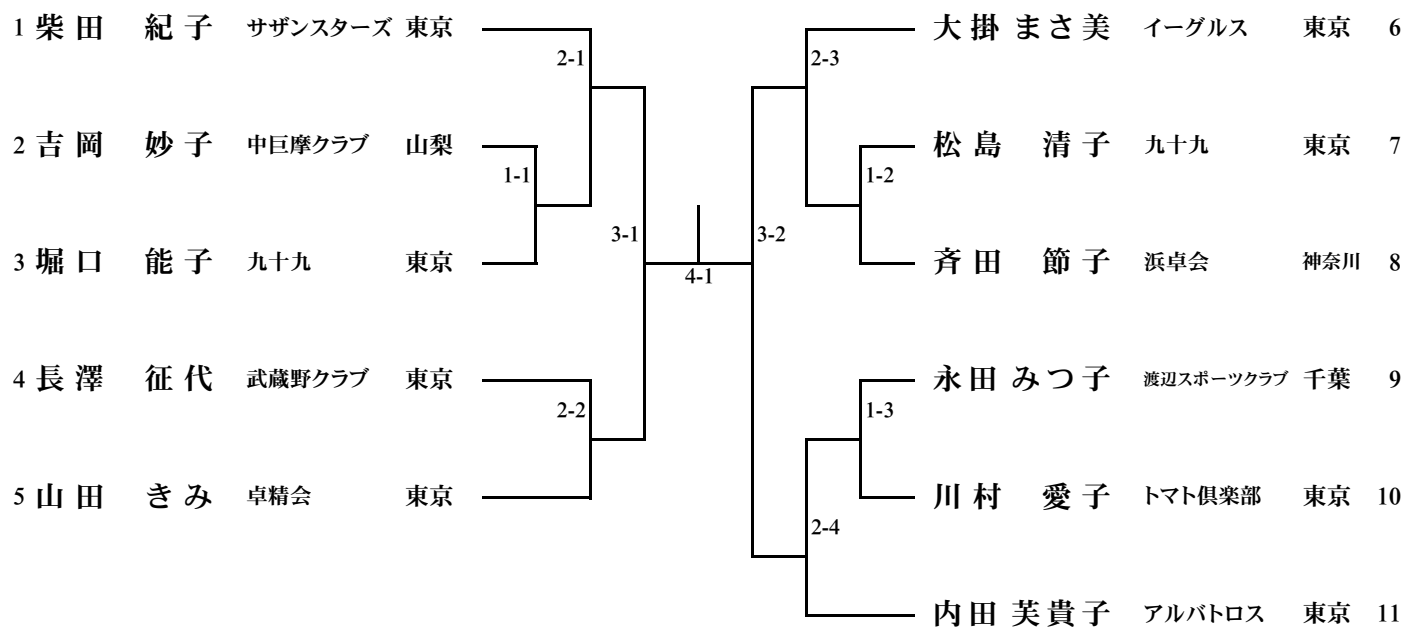 1 柴田 紀子 サザンスターズ 東京
2-1
2 吉岡 妙子 中巨摩クラブ 山梨
1-1
3-1
3 堀口 能子 九十九 東京
4 長澤 征代 武蔵野クラブ 東京
2-2
5 山田 きみ 卓精会 東京
4-1
大掛 まさ美 イーグルス 東京 6
2-3
松島 清子 九十九 東京 7
1-2
3-2
斉田 節子 浜卓会 神奈川 8
永田 みつ子 渡辺スポーツクラブ 千葉 9
1-3
川村 愛子 トマト倶楽部 東京 10
2-4
内田 芙貴子 アルバトロス 東京 11